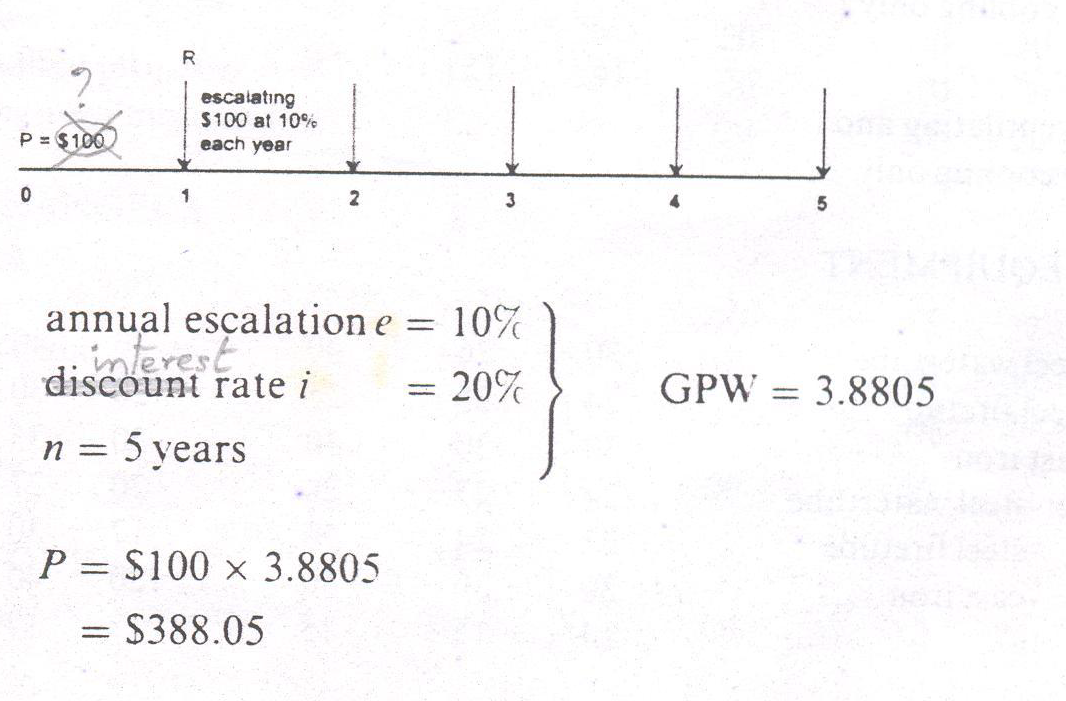 ?
R
escalating
$100 at 10%
each year
P = $100
0 1 2 3 4 5
annual escalation e = 10%
interest
discount rate i = 20%
n = 5 years
GPW = 3.8805
P = $100 × 3.8805
= $388.05